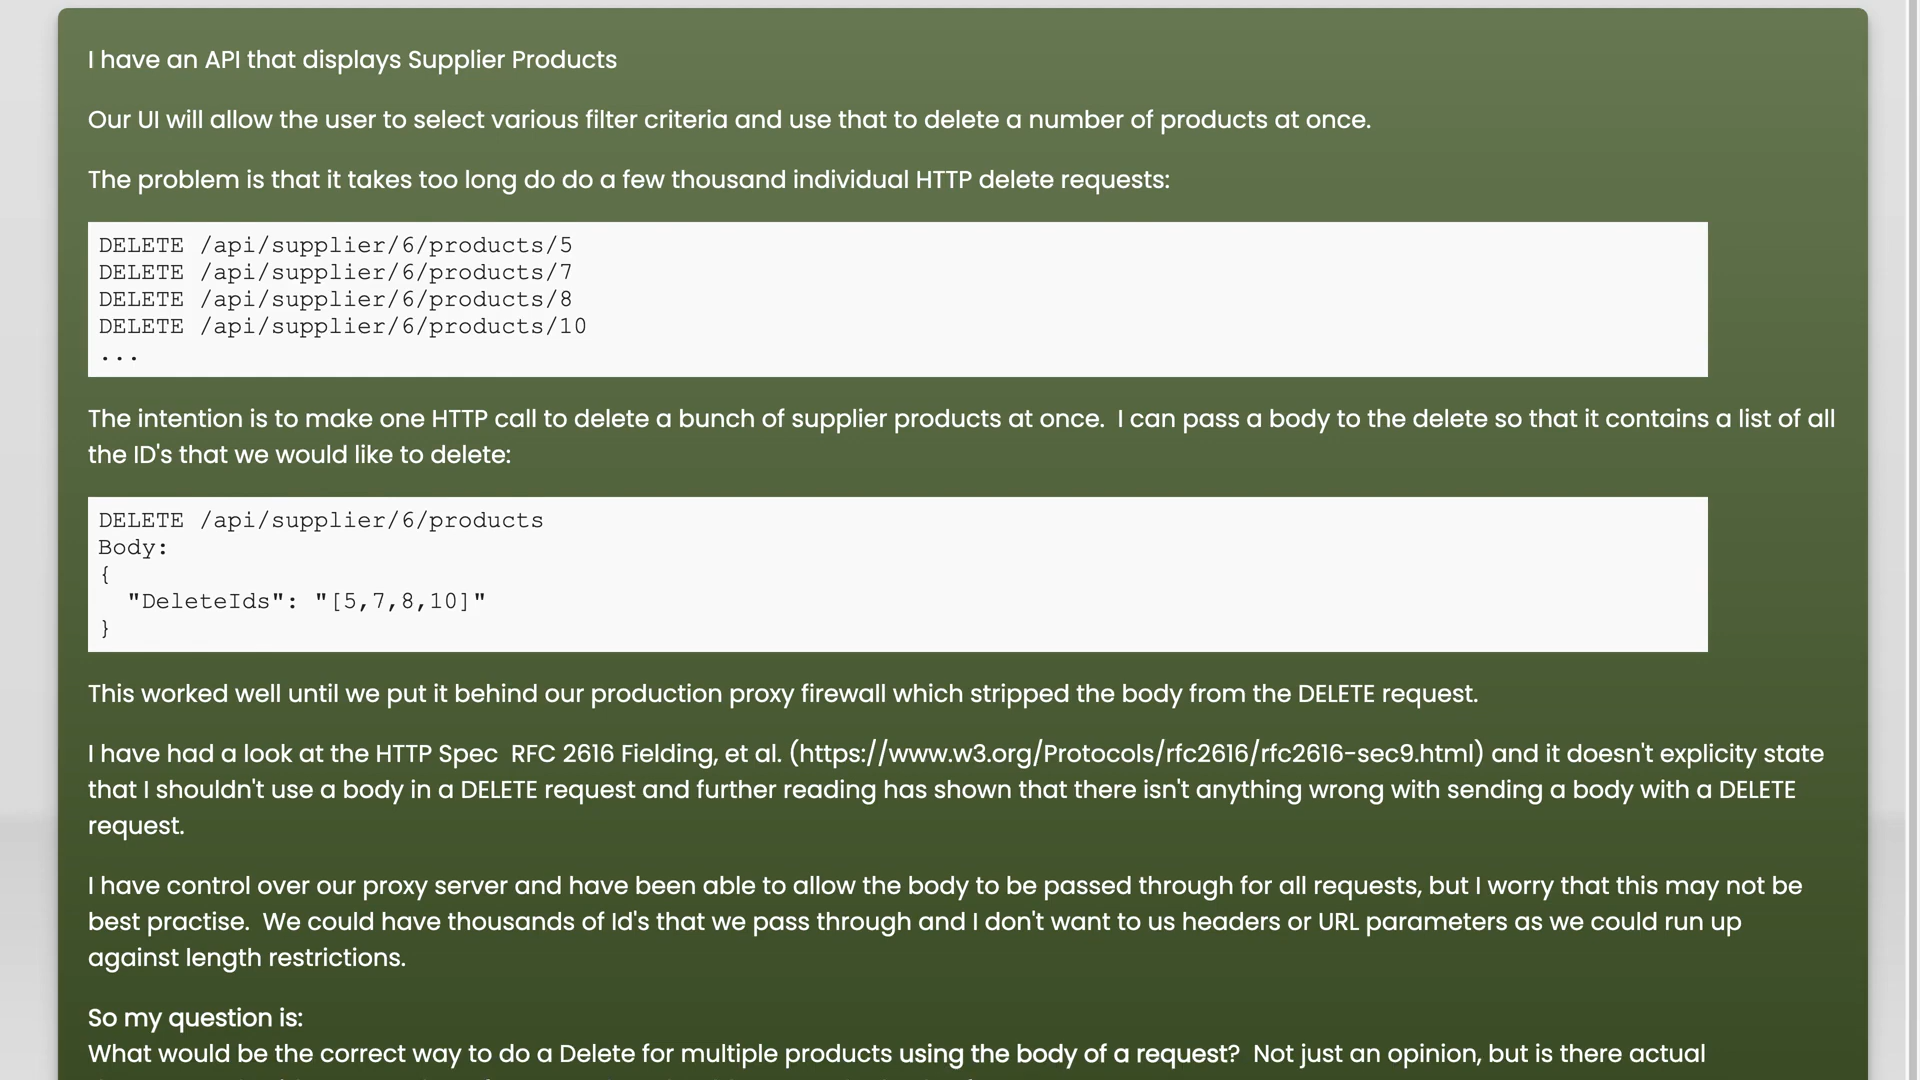 I have an API that displays Supplier Products
Our UI will allow the user to select various filter criteria and use that to delete a number of products at once.
The problem is that it takes too long do do a few thousand individual HTTP delete requests:
DELETE /api/supplier/6/products/5
DELETE /api/supplier/6/products/7
DELETE /api/supplier/6/products/8
DELETE /api/supplier/6/products/10
...
The intention is to make one HTTP call to delete a bunch of supplier products at once.  I can pass a body to the delete so that it contains a list of all
the ID's that we would like to delete:
DELETE /api/supplier/6/products
Body:
{
  "DeleteIds": "[5,7,8,10]"
}
This worked well until we put it behind our production proxy firewall which stripped the body from the DELETE request.
I have had a look at the HTTP Spec  RFC 2616 Fielding, et al. (https://www.w3.org/Protocols/rfc2616/rfc2616-sec9.html) and it doesn't explicity state
that I shouldn't use a body in a DELETE request and further reading has shown that there isn't anything wrong with sending a body with a DELETE
request.
I have control over our proxy server and have been able to allow the body to be passed through for all requests, but I worry that this may not be
best practise.  We could have thousands of Id's that we pass through and I don't want to us headers or URL parameters as we could run up
against length restrictions.
So my question is:
What would be the correct way to do a Delete for multiple products using the body of a request?  Not just an opinion, but is there actual